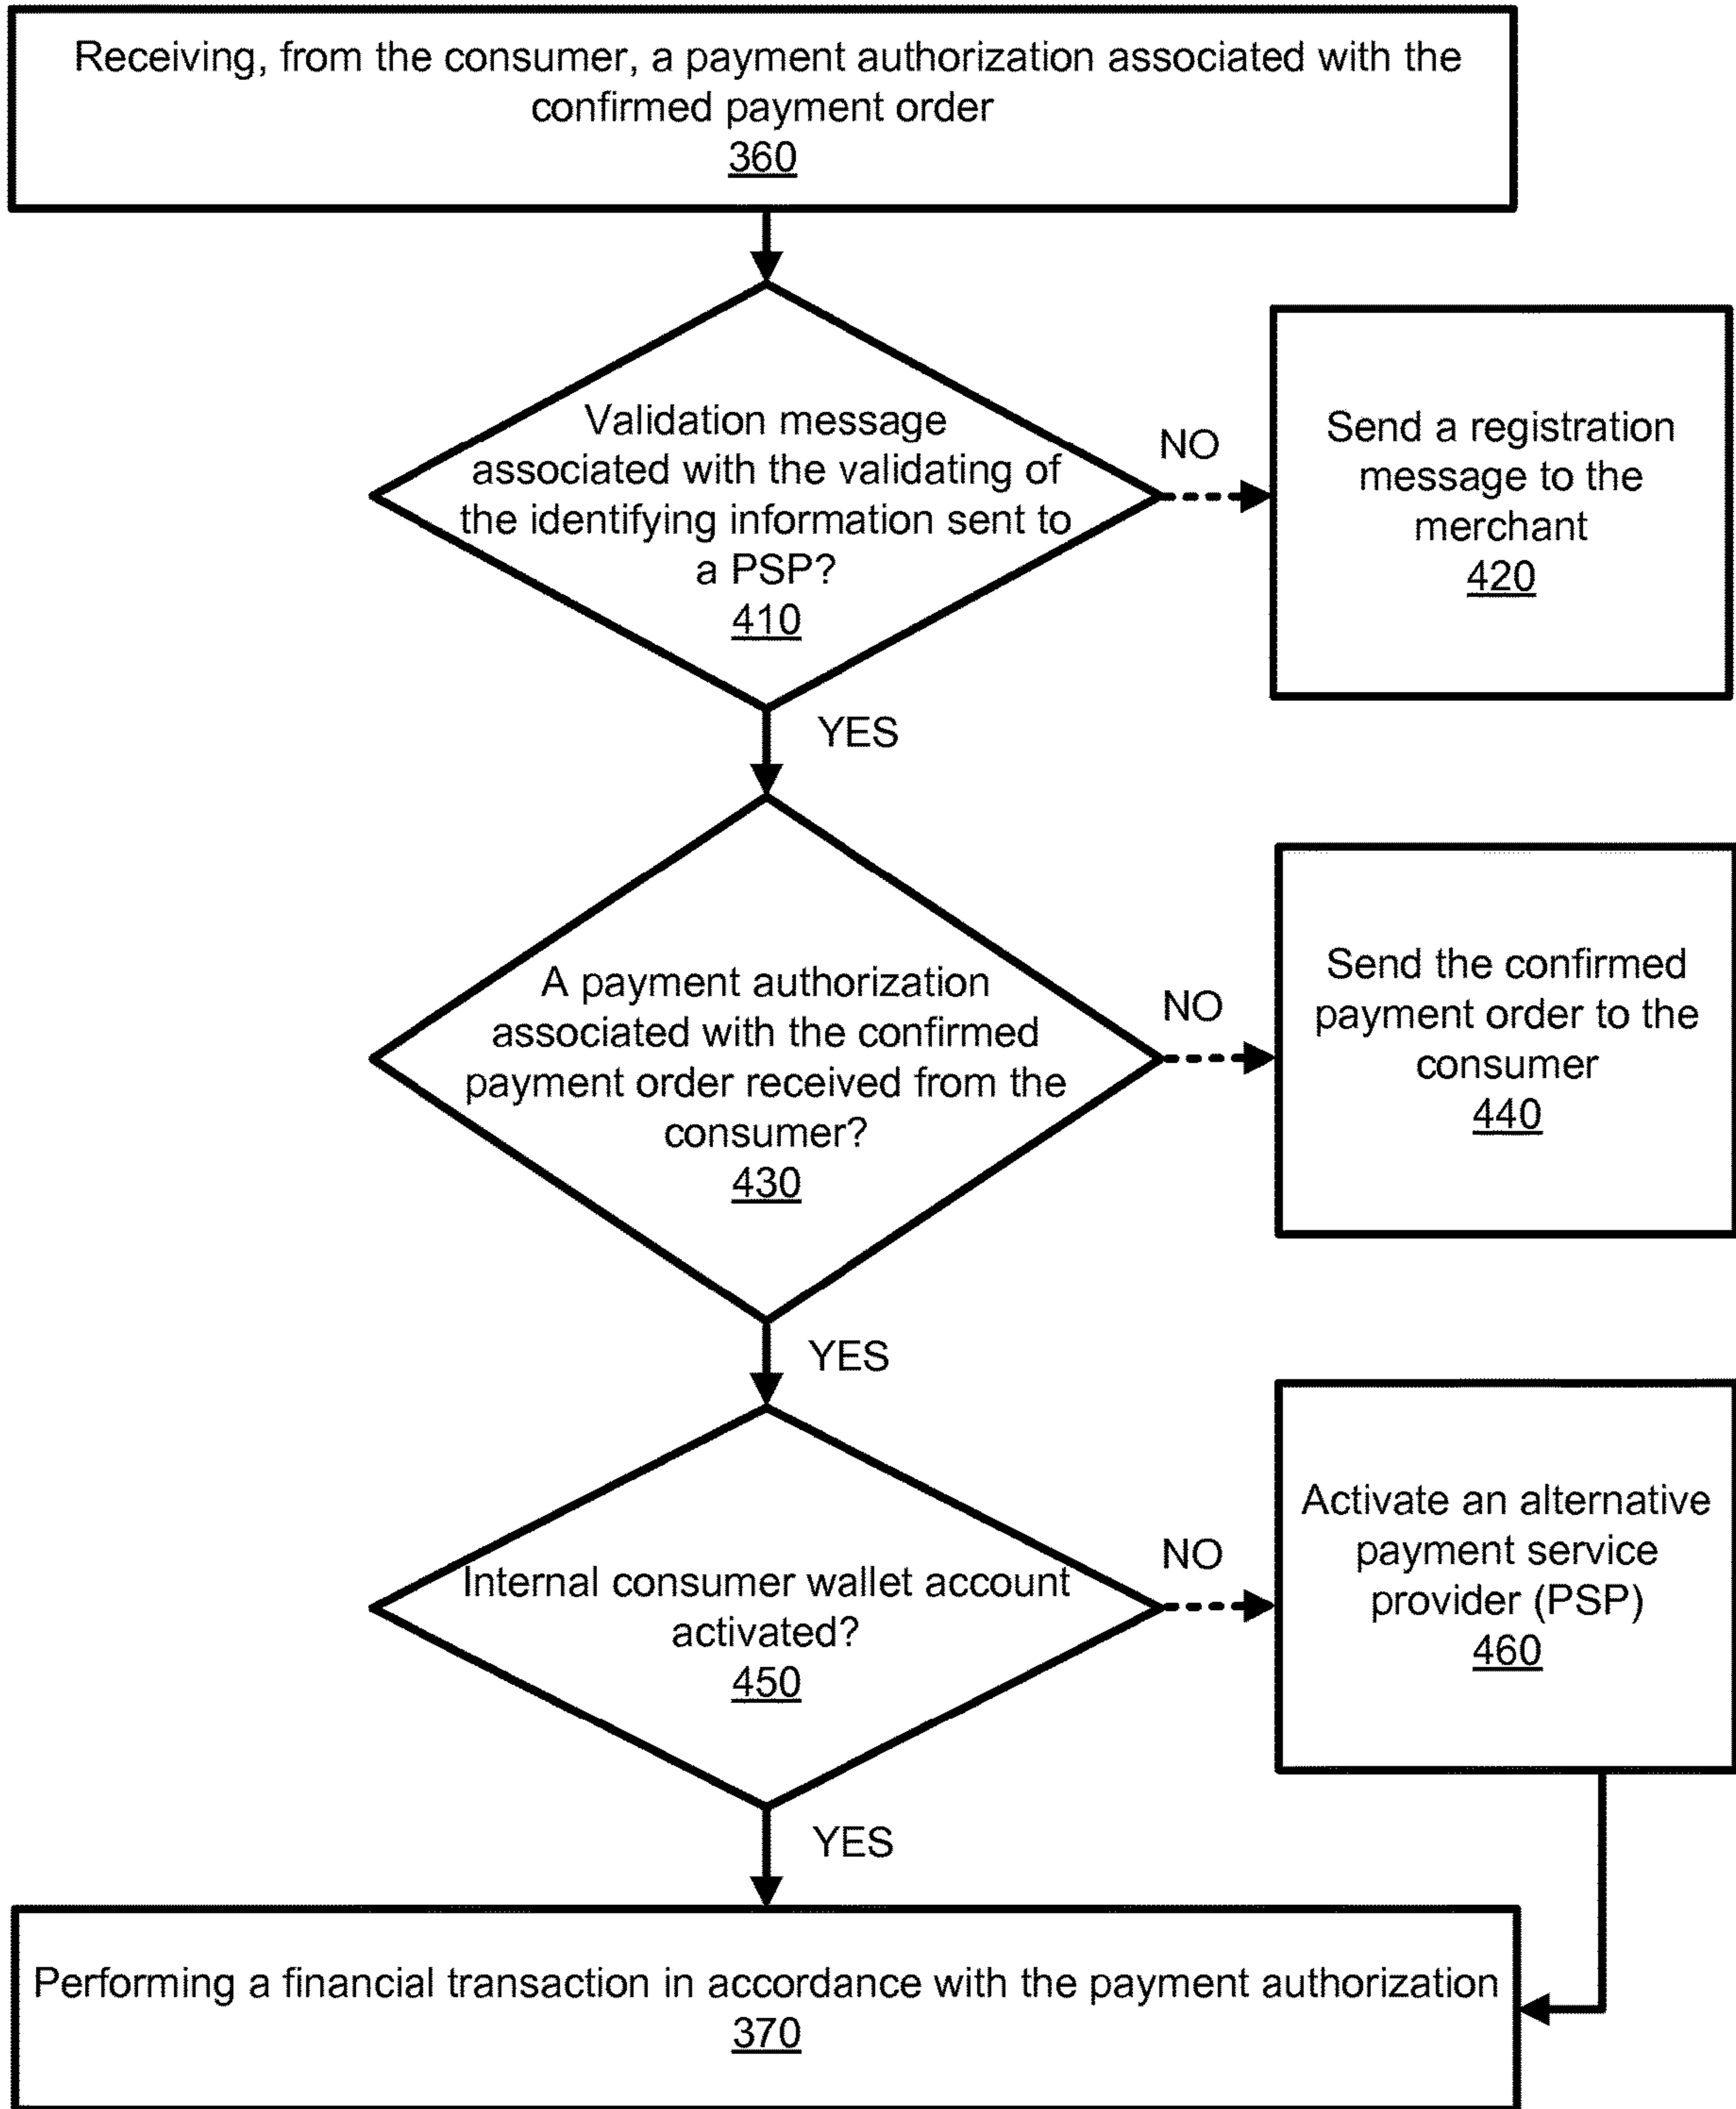 Receiving, from the consumer, a payment authorization associated with the
confirmed payment order
360
Validation message
associated with the validating of
the identifying information sent to
a PSP?
410
NO
Send a registration
message to the
merchant
420
YES
A payment authorization
associated with the confirmed
payment order received from the
consumer?
430
NO
Send the confirmed
payment order to the
consumer
440
YES
Internal consumer wallet account
activated?
450
NO
Activate an alternative
payment service
provider (PSP)
460
YES
Performing a financial transaction in accordance with the payment authorization
370